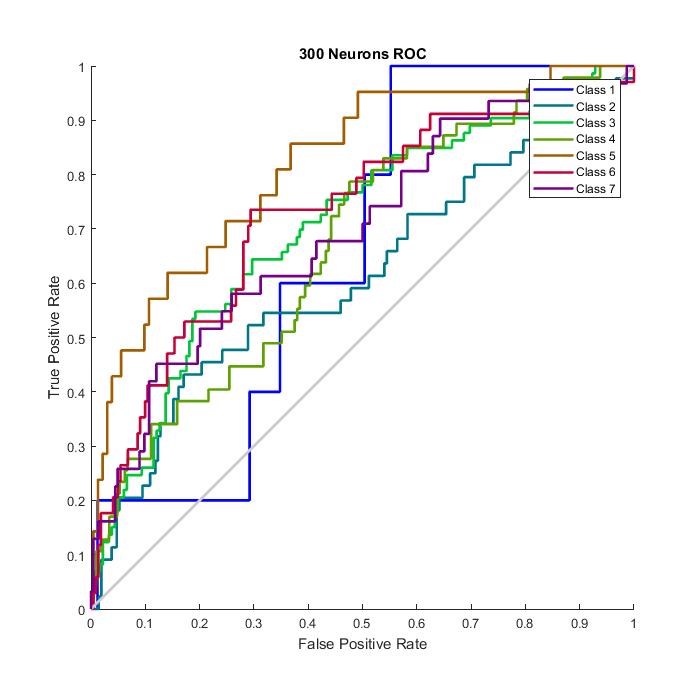 300 Neurons ROC
1
0.9
0.8
0.7
0.6
0.5
0.4
0.3
0.2
0.1
0
True Positive Rate
Class 1
Class 2
Class 3
Class 4
Class 5
Class 6
Class 7
0 0.1 0.2 0.3 0.4 0.5 0.6 0.7 0.8 0.9 1
False Positive Rate